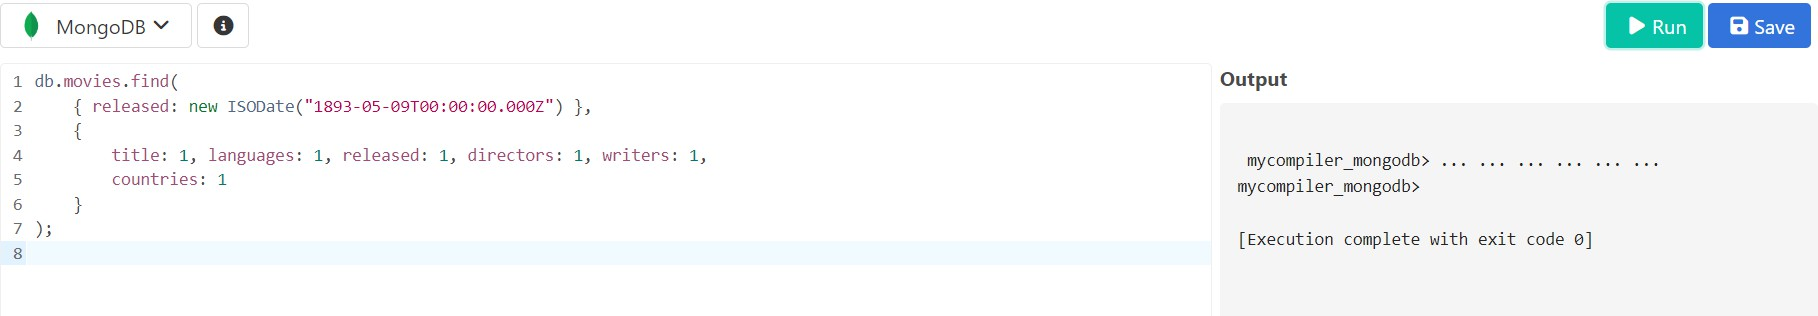 MongoDB
Run
Save
1 db.movies.find(
2     { released: new ISODate("1893-05-09T00:00:00.000Z") },
3     {
4         title: 1, languages: 1, released: 1, directors: 1, writers: 1,
5         countries: 1
6     }
7 );
8
Output
mycompiler_mongodb> ... ... ... ... ... ...
mycompiler_mongodb>
[Execution complete with exit code 0]